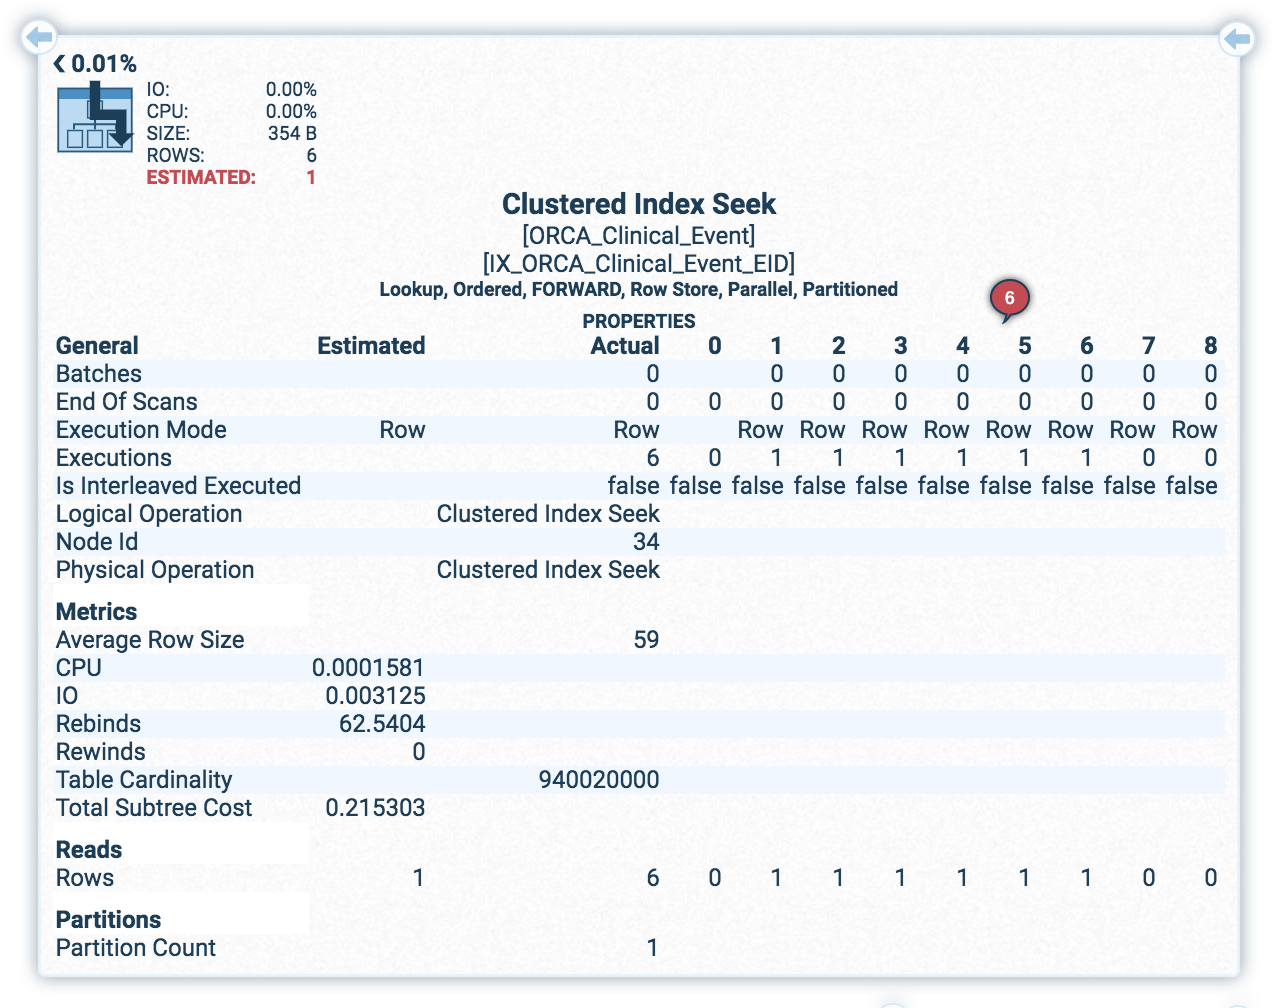 < 0.01%
IO: 0.00%
CPU: 0.00%
SIZE: 354 B
ROWS: 6
ESTIMATED: 1
Clustered Index Seek
[ORCA_Clinical_Event]
[IX_ORCA_Clinical_Event_EID]
Lookup, Ordered, FORWARD, Row Store, Parallel, Partitioned
6
PROPERTIES
General Estimated Actual 0 1 2 3 4 5 6 7 8
Batches 0 0 0 0 0 0 0 0 0
End Of Scans 0 0 0 0 0 0 0 0 0 0
Execution Mode Row Row Row Row Row Row Row Row Row Row
Executions 6 0 1 1 1 1 1 1 0 0
Is Interleaved Executed false false false false false false false false false false
Logical Operation Clustered Index Seek
Node Id 34
Physical Operation Clustered Index Seek
Metrics
Average Row Size 59
CPU 0.0001581
IO 0.003125
Rebinds 62.5404
Rewinds 0
Table Cardinality 940020000
Total Subtree Cost 0.215303
Reads
Rows 1 6 0 1 1 1 1 1 1 0 0
Partitions
Partition Count 1